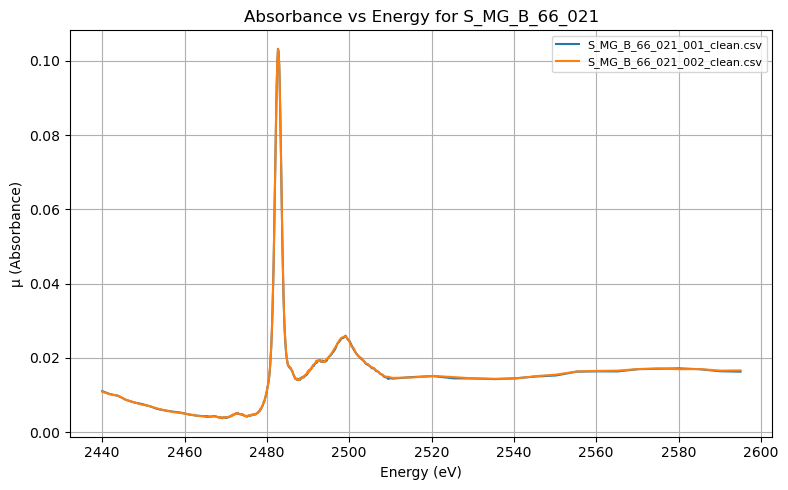 Absorbance vs Energy for S_MG_B_66_021
S_MG_B_66_021_001_clean.csv
S_MG_B_66_021_002_clean.csv
μ (Absorbance)
0.10
0.08
0.06
0.04
0.02
0.00
2440 2460 2480 2500 2520 2540 2560 2580 2600
Energy (eV)